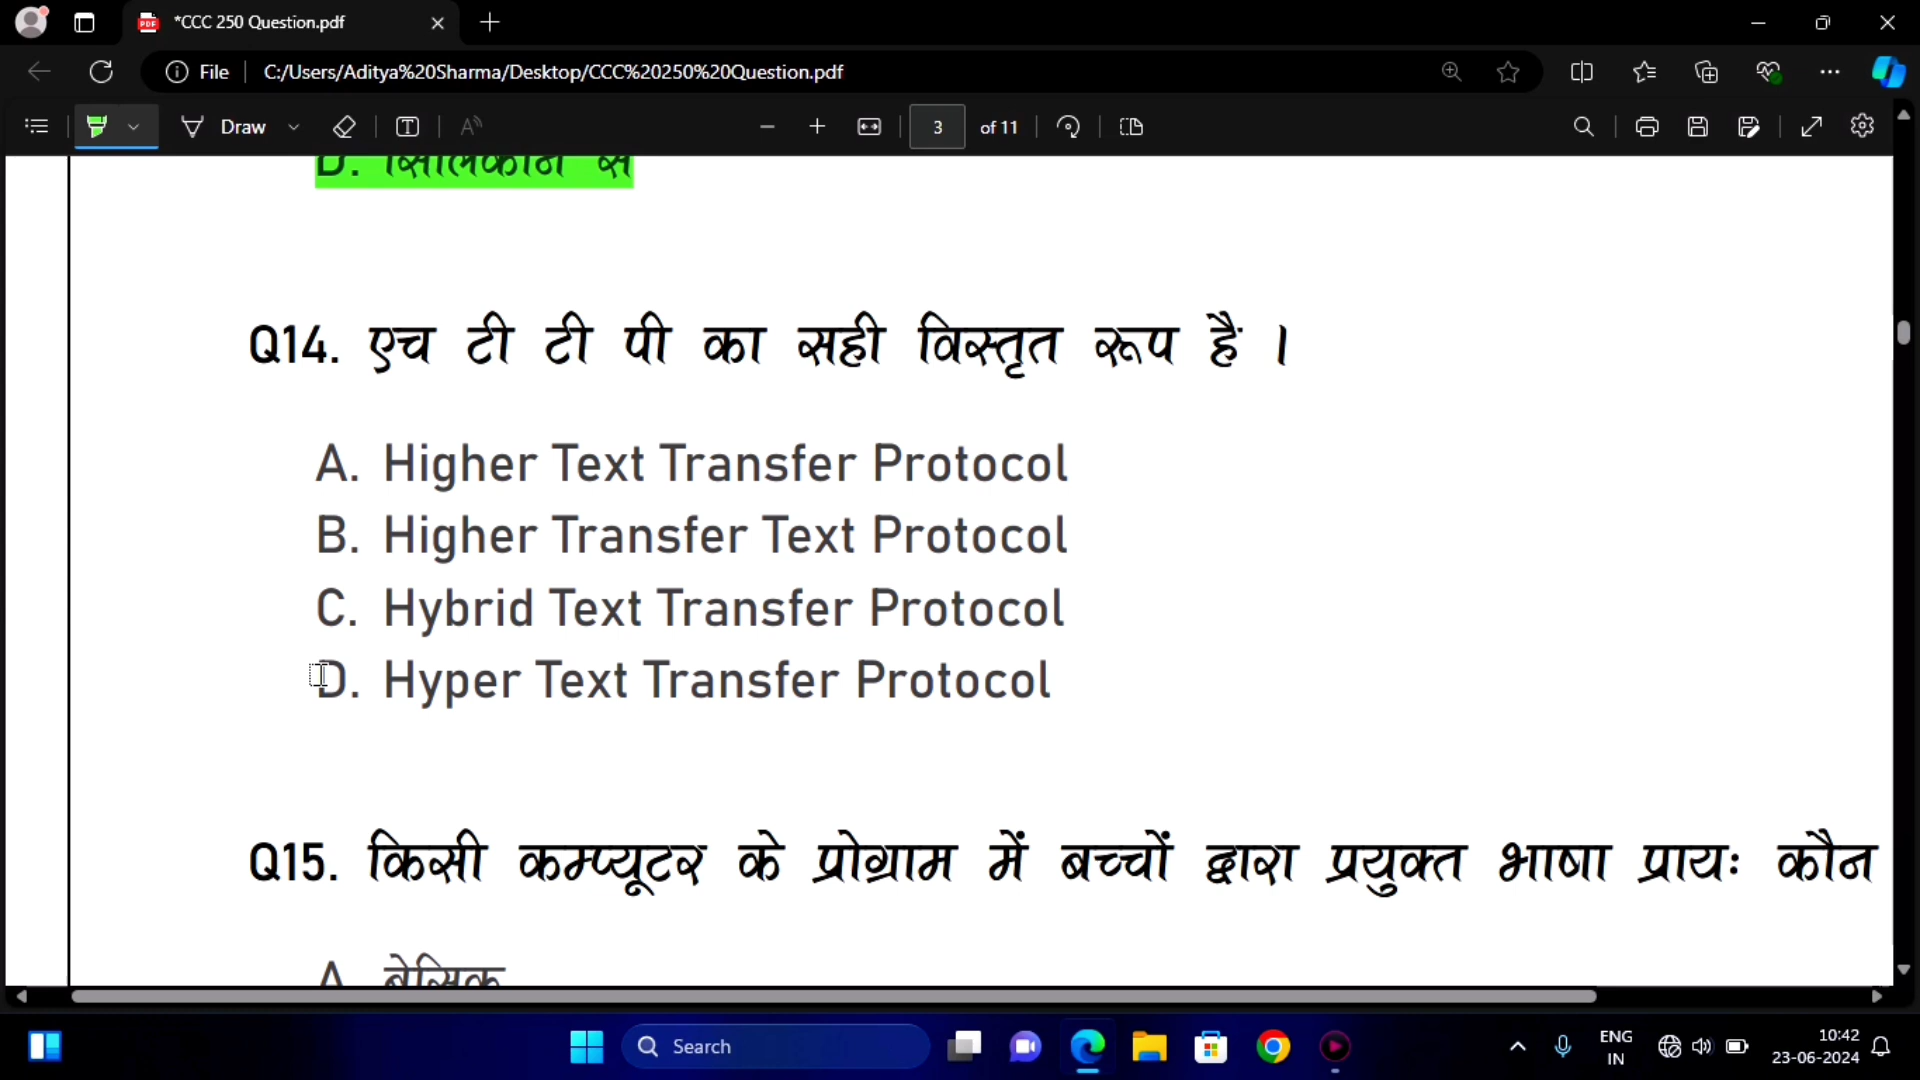 *CCC 250 Question.pdf
File
C:/Users/Aditya%20Sharma/Desktop/CCC%20250%20Question.pdf
Draw
3 of 11
D. सिलिकॉन से
Q14. एच टी टी पी का सही विस्तृत रूप है ।
A. Higher Text Transfer Protocol
B. Higher Transfer Text Protocol
C. Hybrid Text Transfer Protocol
D. Hyper Text Transfer Protocol
Q15. किसी कम्प्यूटर के प्रोग्राम में बच्चों द्वारा प्रयुक्त भाषा प्रायः कौन
A. बेसिक
Search
ENG
IN
10:42
23-06-2024